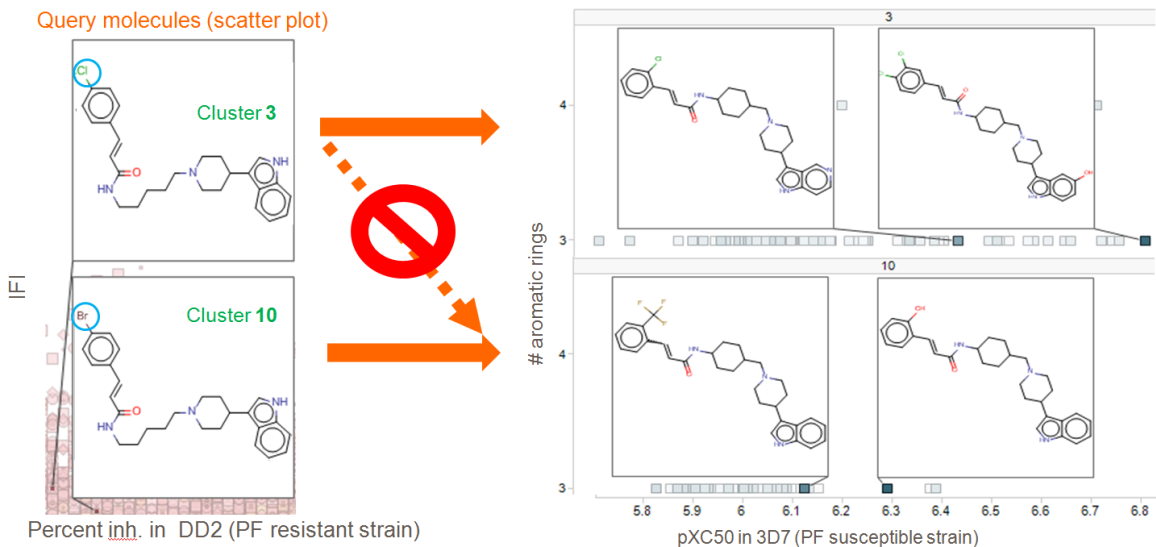 Query molecules (scatter plot)
Cl
Cluster 3
O
HN
N
NH
IFI
Br
Cluster 10
O
HN
N
NH
Percent inh. in DD2 (PF resistant strain)
# aromatic rings
3
4
Cl
HN
O
N
N
HN
Cl
Cl
O
HN
N
OH
HN
3
10
4
F
F
F
HN
O
N
HN
OH
HN
O
N
HN
3
5.8 5.9 6 6.1 6.2 6.3 6.4 6.5 6.6 6.7 6.8
pXC50 in 3D7 (PF susceptible strain)